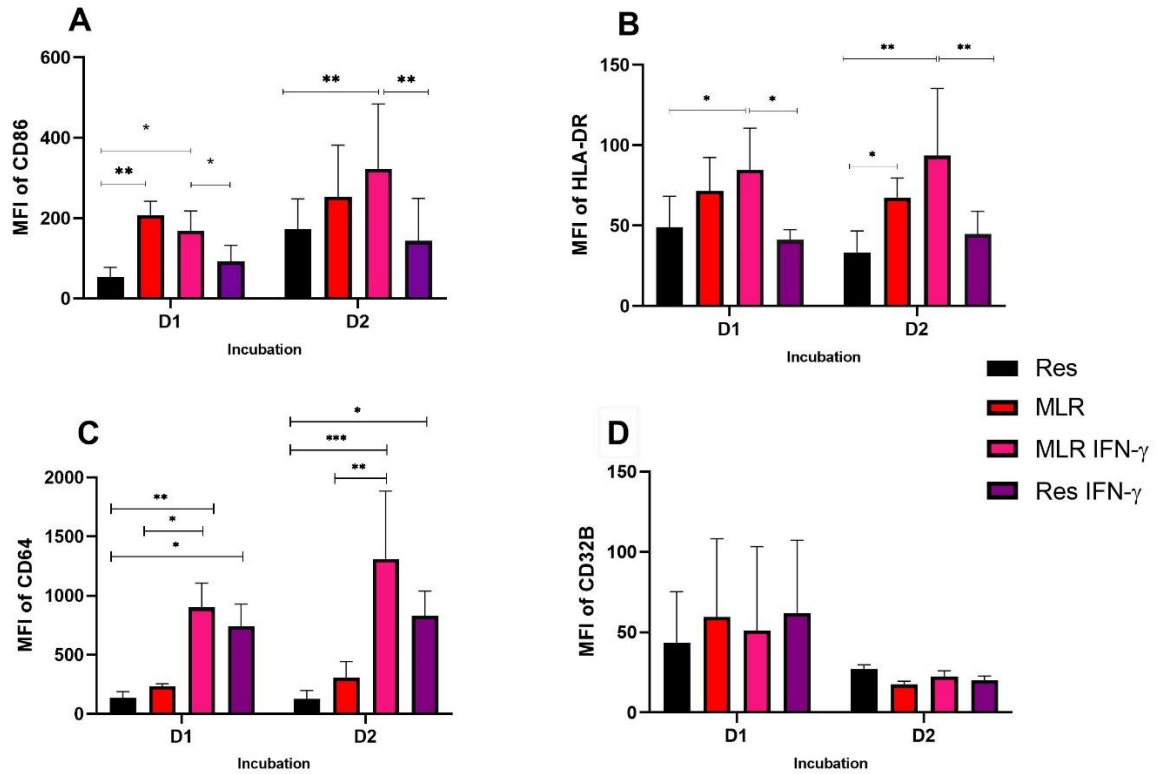 A
MFI of CD86
600
400
200
0
*
**
*
**
**
D1
D2
Incubation
B
MFI of HLA-DR
150
100
50
0
*
*
*
**
**
D1
D2
Incubation
C
MFI of CD64
2000
1500
1000
500
0
**
*
*
*
***
**
D1
D2
Incubation
D
MFI of CD32B
150
100
50
0
D1
D2
Incubation
Res
MLR
MLR IFN-γ
Res IFN-γ